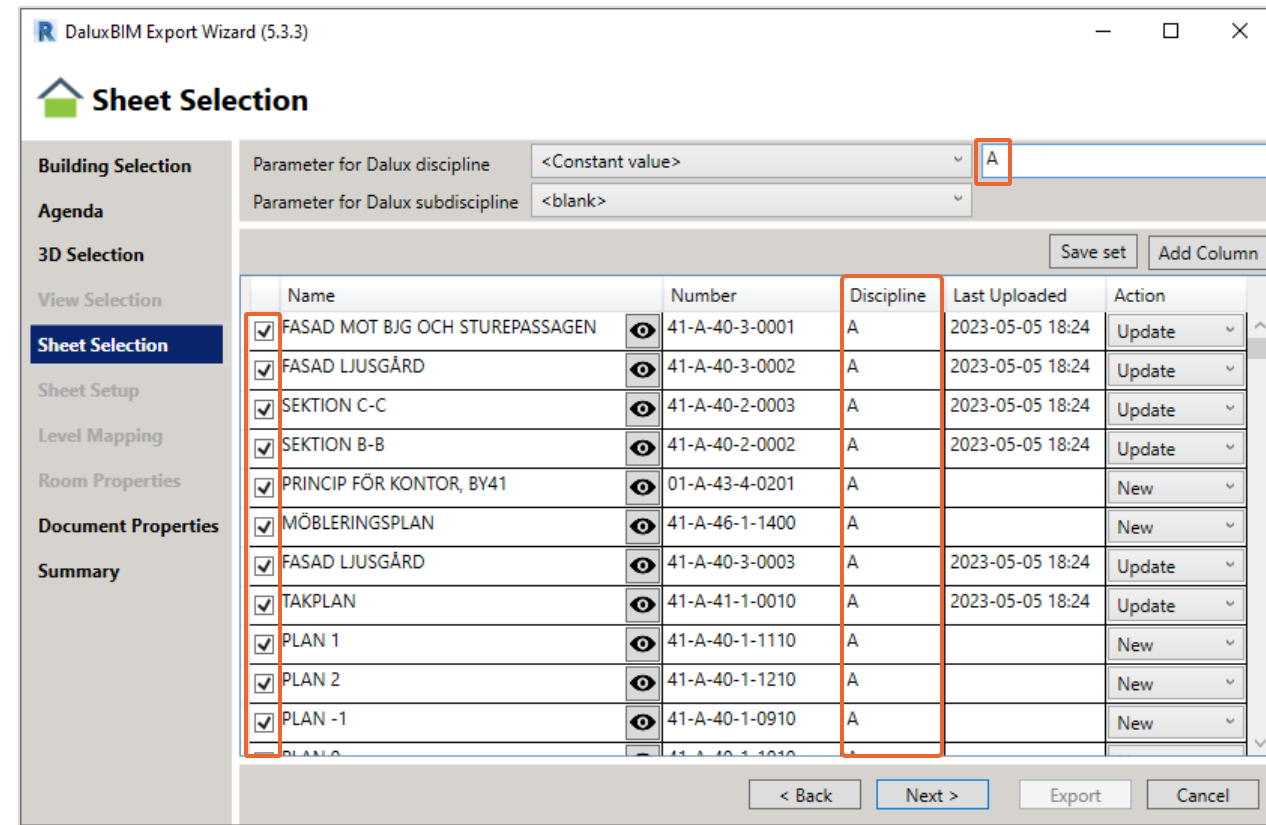 DaluxBIM Export Wizard (5.3.3)
Sheet Selection
Building Selection
Agenda
3D Selection
View Selection
Sheet Selection
Sheet Setup
Level Mapping
Room Properties
Document Properties
Summary
Parameter for Dalux discipline <Constant value> A
Parameter for Dalux subdiscipline <blank>
Save set Add Column
Name Number Discipline Last Uploaded Action
FASAD MOT BJG OCH STUREPASSAGEN 41-A-40-3-0001 A 2023-05-05 18:24 Update
FASAD LJUSGÅRD 41-A-40-3-0002 A 2023-05-05 18:24 Update
SEKTION C-C 41-A-40-2-0003 A 2023-05-05 18:24 Update
SEKTION B-B 41-A-40-2-0002 A 2023-05-05 18:24 Update
PRINCIP FÖR KONTOR, BY41 01-A-43-4-0201 A New
MÖBLERINGSPLAN 41-A-46-1-1400 A New
FASAD LJUSGÅRD 41-A-40-3-0003 A 2023-05-05 18:24 Update
TAKPLAN 41-A-41-1-0010 A 2023-05-05 18:24 Update
PLAN 1 41-A-40-1-1110 A New
PLAN 2 41-A-40-1-1210 A New
PLAN -1 41-A-40-1-0910 A New
< Back Next > Export Cancel